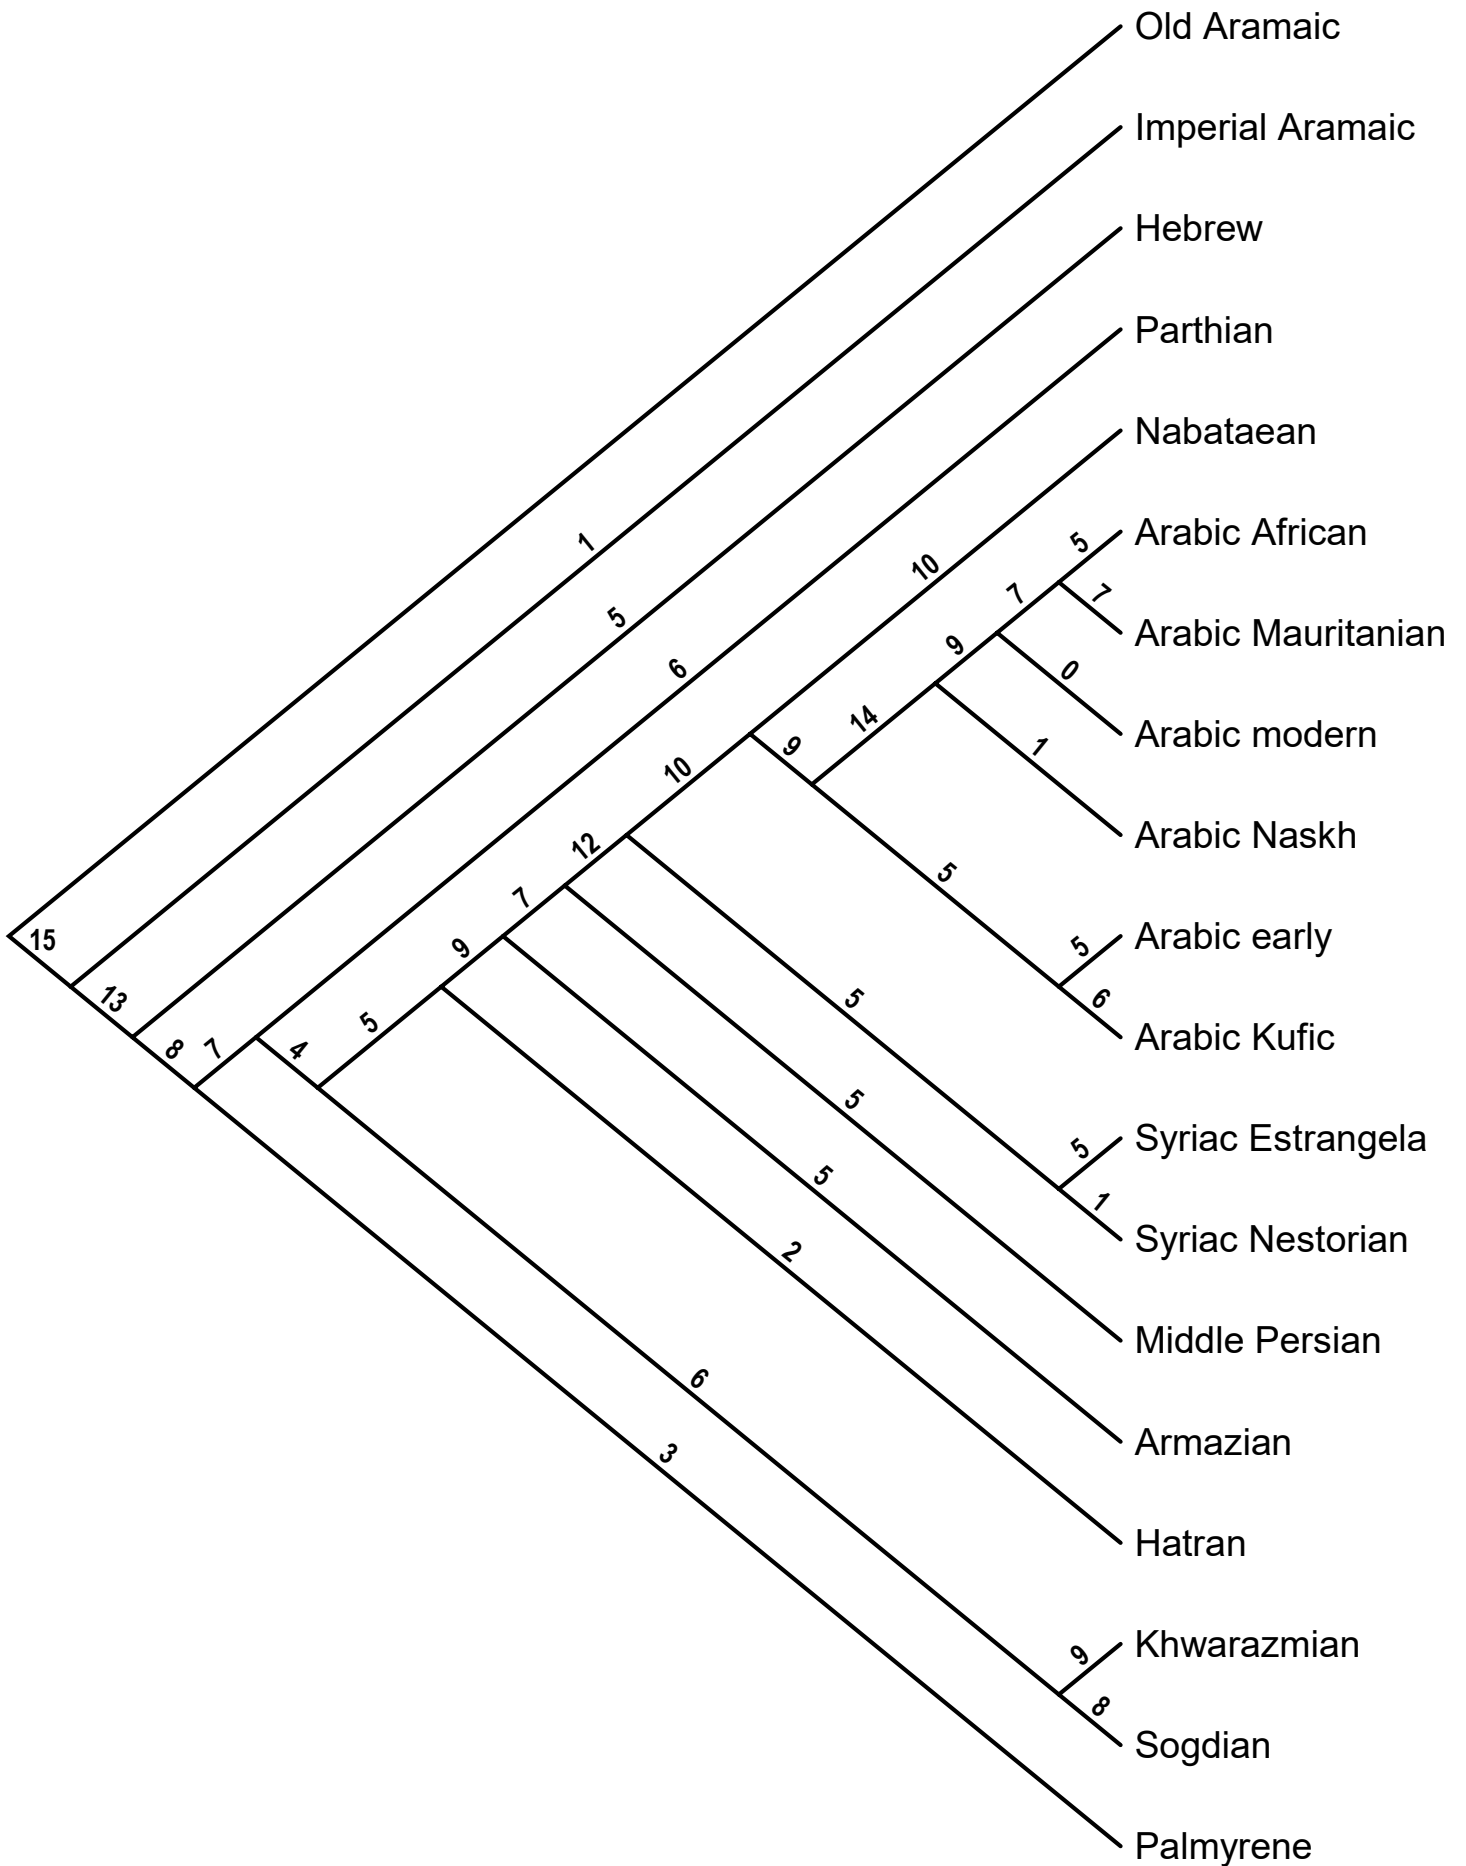 Old Aramaic
Imperial Aramaic
Hebrew
Parthian
Nabataean
Arabic African
5
1
10
7
7
Arabic Mauritanian
5
9
0
6
14
1
Arabic modern
10
9
Arabic Naskh
12
5
7
9
15
5
Arabic early
13
5
5
6
8
7
4
Arabic Kufic
5
5
Syriac Estrangela
5
1
2
Syriac Nestorian
Middle Persian
6
3
Armazian
Hatran
9
Khwarazmian
8
Sogdian
Palmyrene